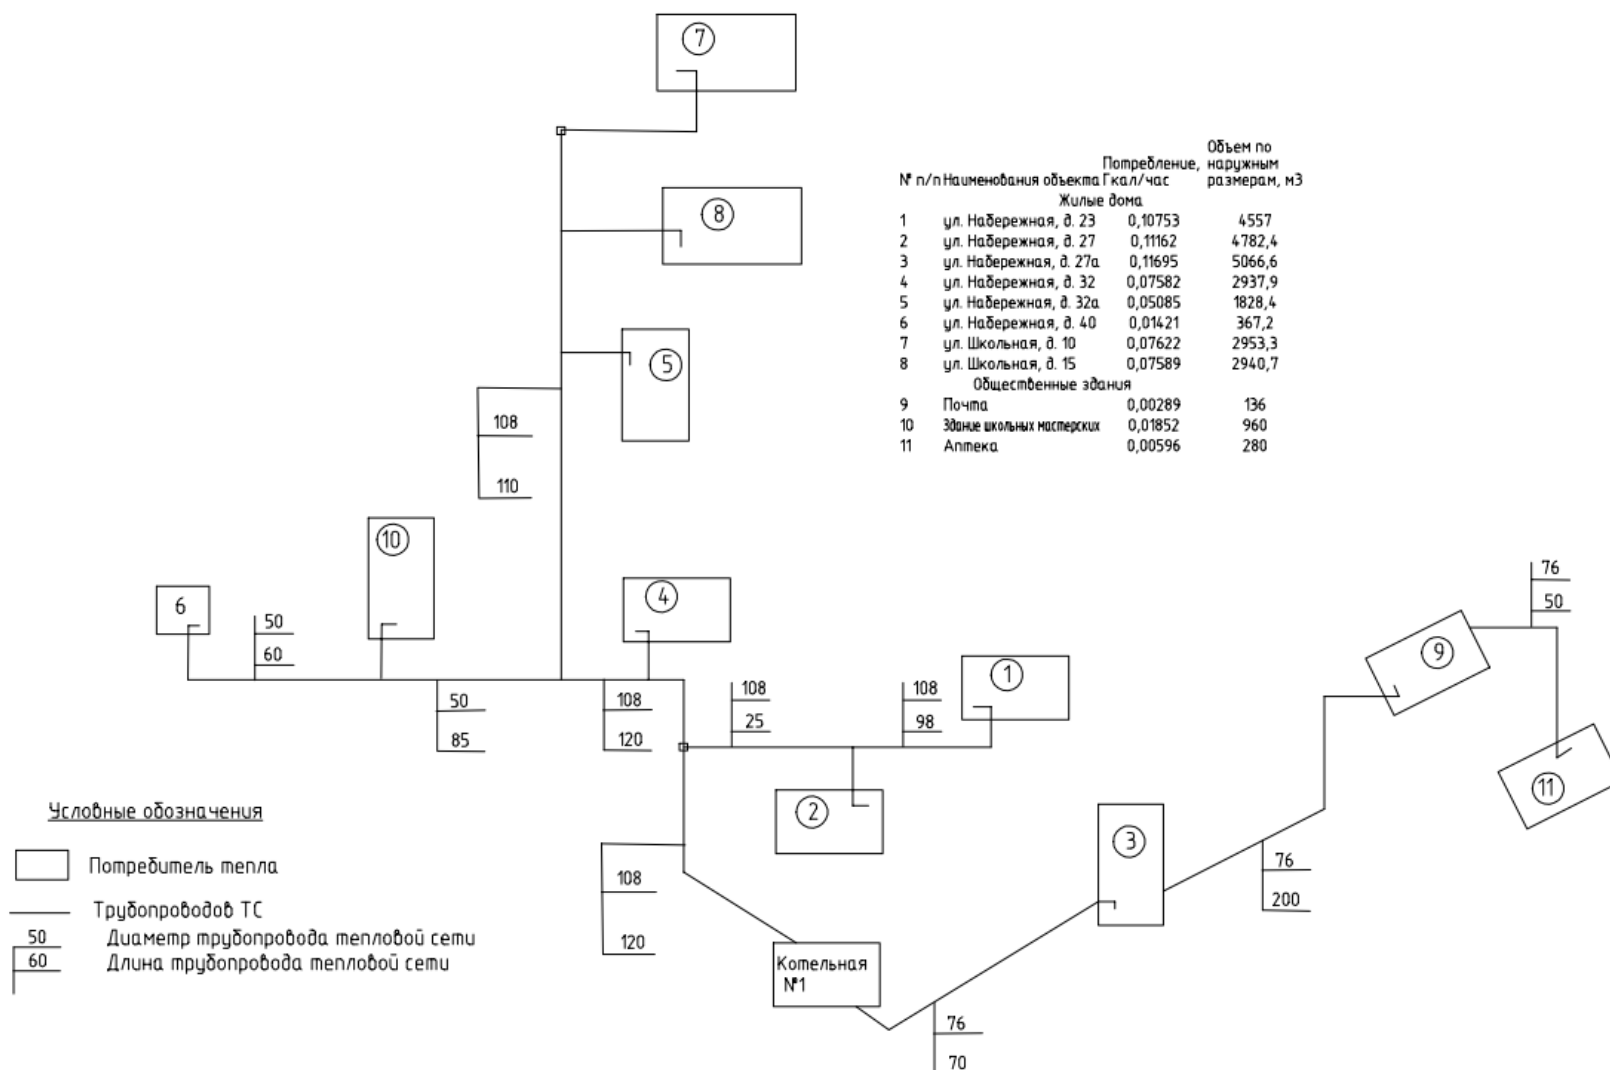 7
8
5
108
110
10
6
50
60
4
50
85
108
120
108
25
108
98
1
2
108
120
Котельная
№1
76
70
3
76
200
9
76
50
11
№ п/п Наименования объекта Потребление, Гкал/час Объем по наружным размерам, м3
Жилые дома
1 ул. Набережная, д. 23 0,10753 4557
2 ул. Набережная, д. 27 0,11162 4782,4
3 ул. Набережная, д. 27а 0,11695 5066,6
4 ул. Набережная, д. 32 0,07582 2937,9
5 ул. Набережная, д. 32а 0,05085 1828,4
6 ул. Набережная, д. 40 0,01421 367,2
7 ул. Школьная, д. 10 0,07622 2953,3
8 ул. Школьная, д. 15 0,07589 2940,7
Общественные здания
9 Почта 0,00289 136
10 Здание школьных мастерских 0,01852 960
11 Аптека 0,00596 280
Условные обозначения
Потребитель тепла
Трубопроводов ТС
50 Диаметр трубопровода тепловой сети
60 Длина трубопровода тепловой сети